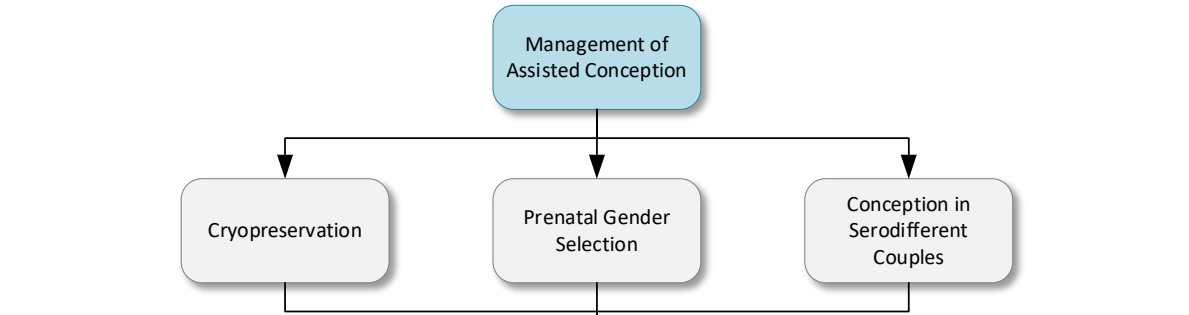 Management of
Assisted Conception
Cryopreservation
Prenatal Gender
Selection
Conception in
Serodifferent
Couples